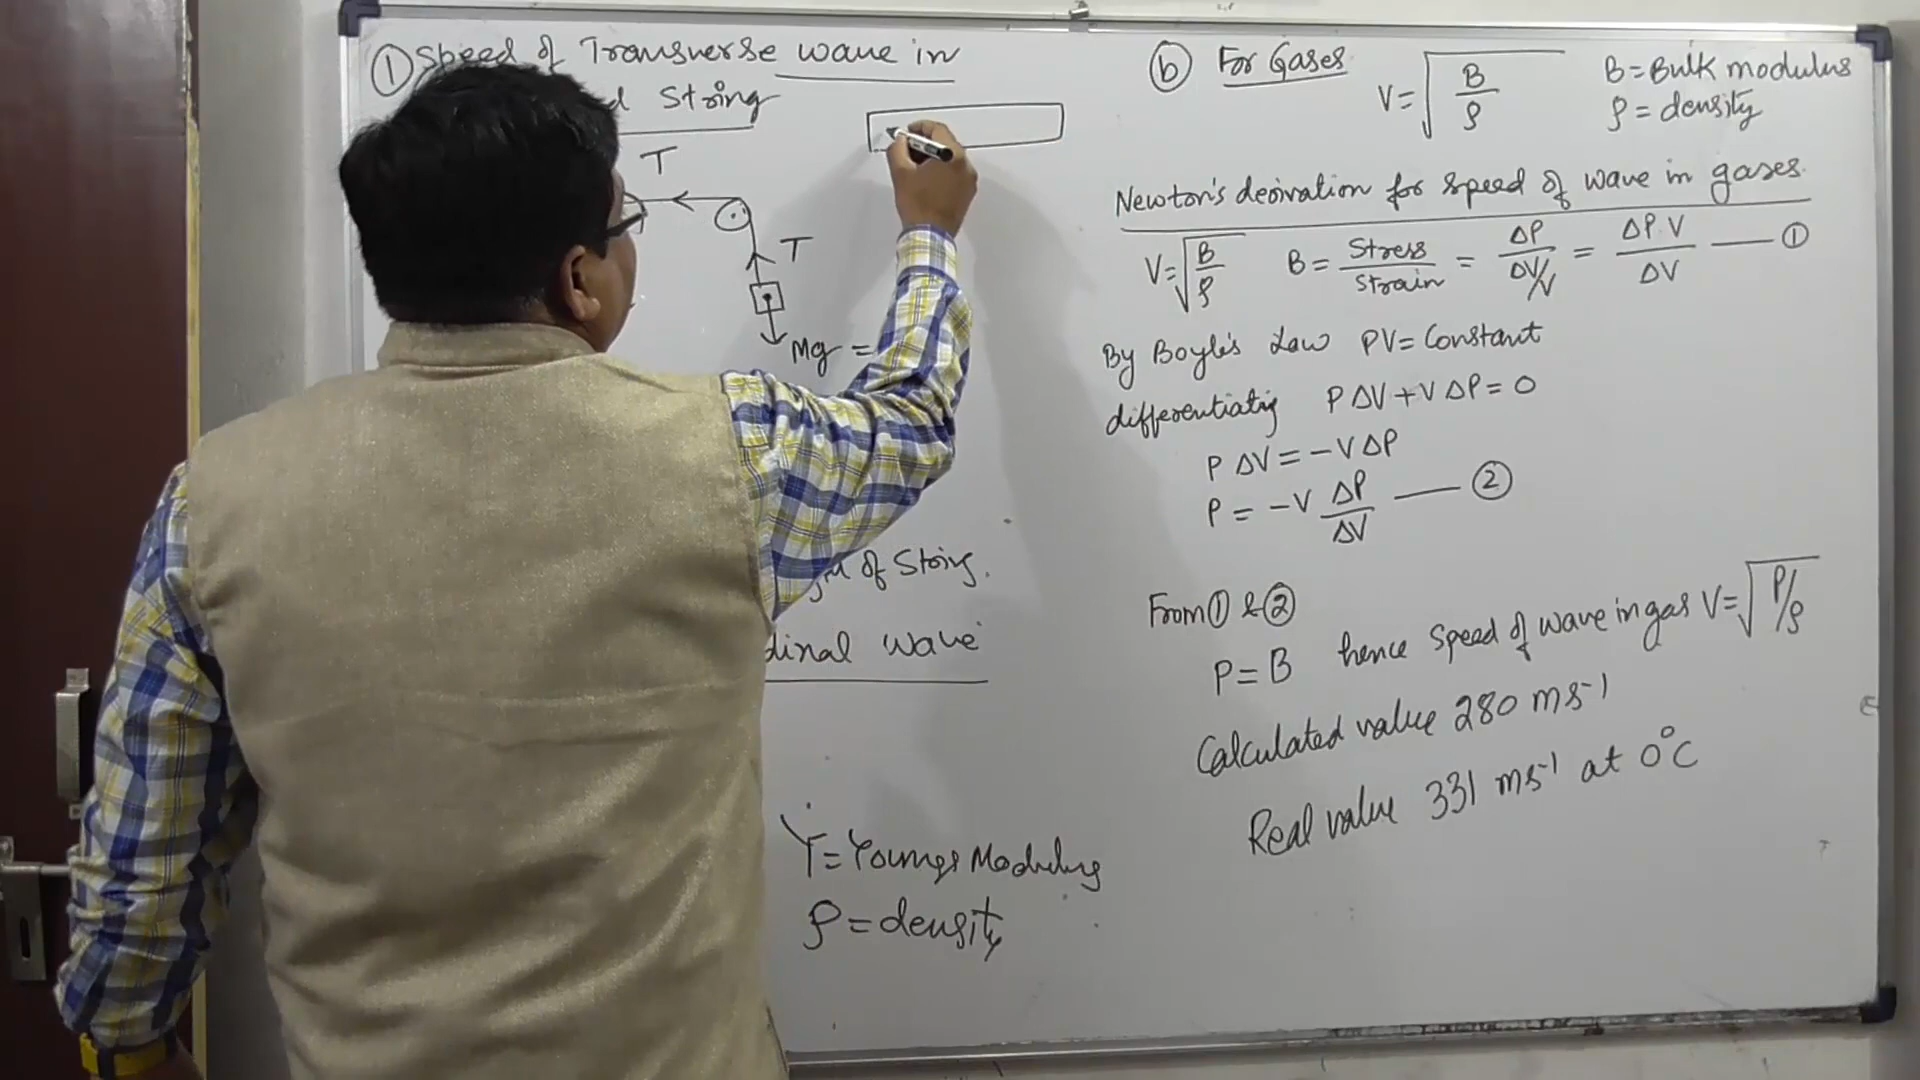 ① Speed of Transverse wave in
String
T
T
Mg =
of String.
wave
Y = Youngs Modulus
ρ = density
ⓑ For Gases V = √(B/ρ) B = Bulk modulus
ρ = density
Newton's derivation for speed of wave in gases.
V = √(B/ρ) B = Stress/Strain = ΔP/(ΔV/V) = ΔP V/ΔV —— ①
By Boyle's Law PV = Constant
differentiating P ΔV + V ΔP = 0
P ΔV = - V ΔP
P = - V ΔP/ΔV —— ②
From ① & ②
P = B hence speed of wave in gas V = √(P/ρ)
Calculated value 280 ms⁻¹
Real value 331 ms⁻¹ at 0°C